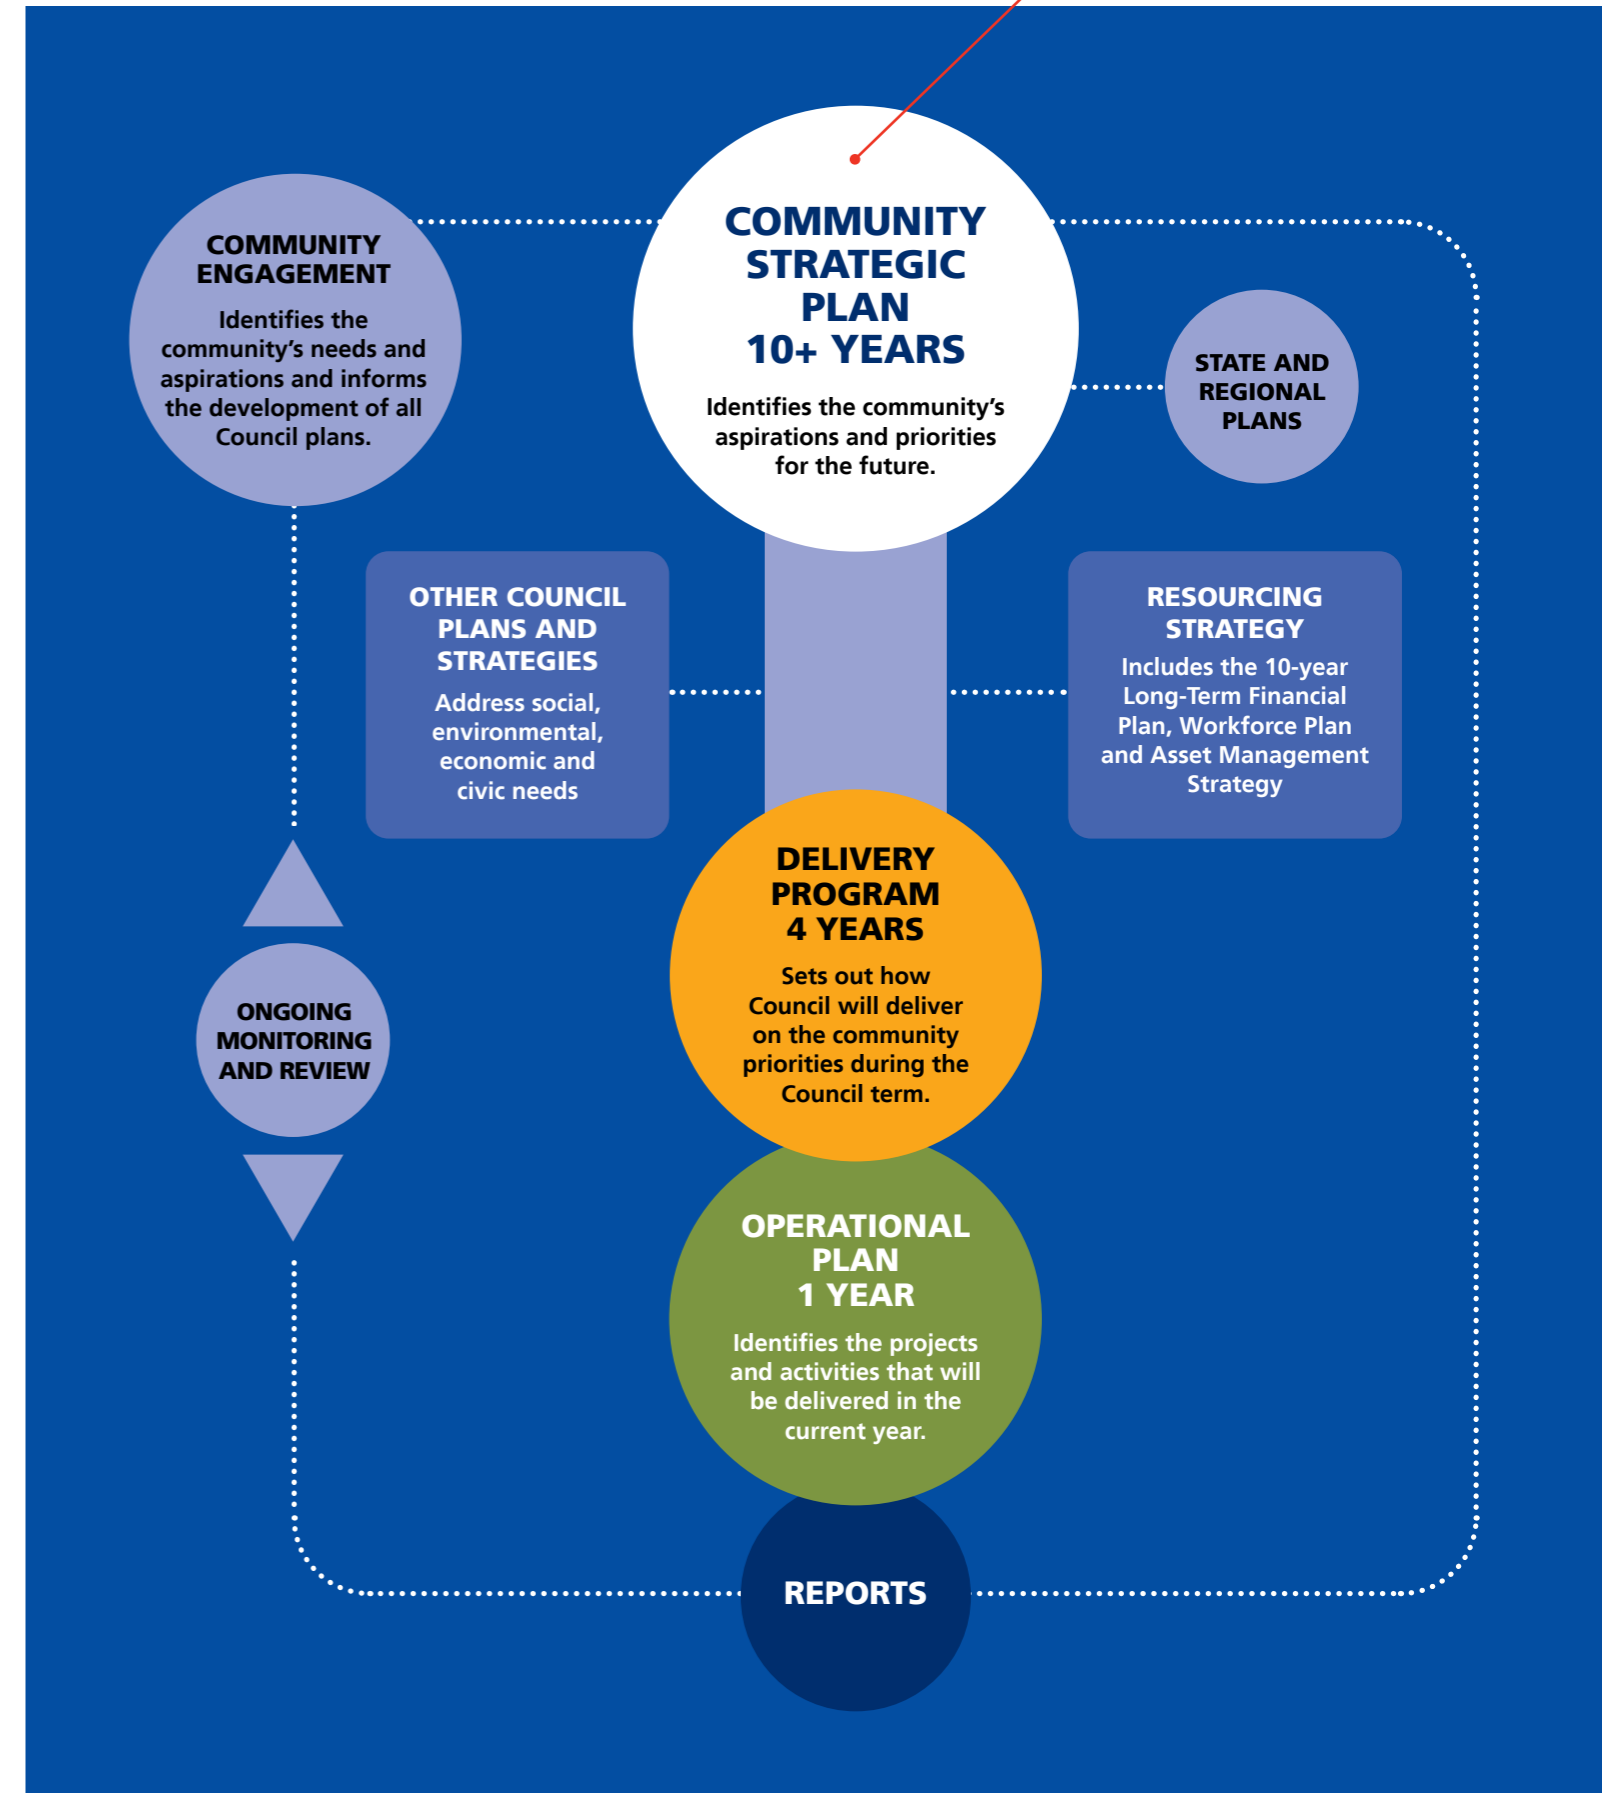 COMMUNITY
STRATEGIC
PLAN
10+ YEARS
Identifies the community’s
aspirations and priorities
for the future.
COMMUNITY
ENGAGEMENT
Identifies the
community’s needs and
aspirations and informs
the development of all
Council plans.
STATE AND
REGIONAL
PLANS
OTHER COUNCIL
PLANS AND
STRATEGIES
Address social,
environmental,
economic and
civic needs
RESOURCING
STRATEGY
Includes the 10-year
Long-Term Financial
Plan, Workforce Plan
and Asset Management
Strategy
DELIVERY
PROGRAM
4 YEARS
Sets out how
Council will deliver
on the community
priorities during the
Council term.
ONGOING
MONITORING
AND REVIEW
OPERATIONAL
PLAN
1 YEAR
Identifies the projects
and activities that will
be delivered in the
current year.
REPORTS